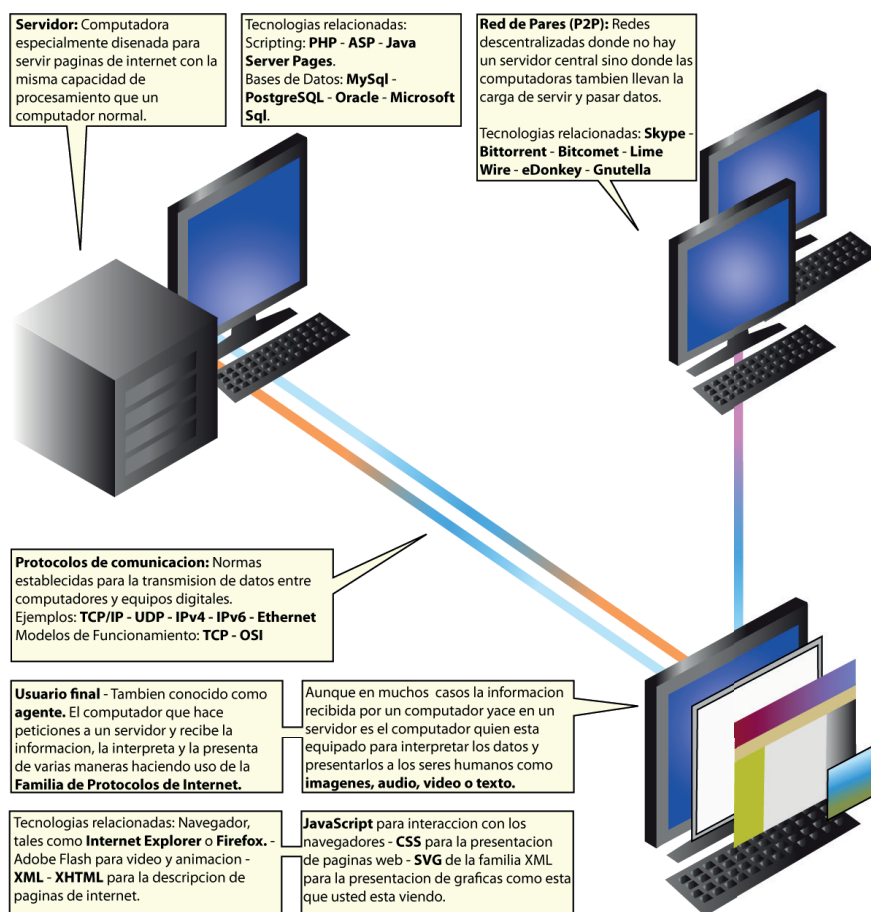 Servidor: Computadora
especialmente disenada para
servir paginas de internet con la
misma capacidad de
procesamiento que un
computador normal.
Tecnologias relacionadas:
Scripting: PHP - ASP - Java
Server Pages.
Bases de Datos: MySql -
PostgreSQL - Oracle - Microsoft
Sql.
Red de Pares (P2P): Redes
descentralizadas donde no hay
un servidor central sino donde las
computadoras tambien llevan la
carga de servir y pasar datos.
Tecnologias relacionadas: Skype -
Bittorrent - Bitcomet - Lime
Wire - eDonkey - Gnutella
Protocolos de comunicacion: Normas
establecidas para la transmision de datos entre
computadores y equipos digitales.
Ejemplos: TCP/IP - UDP - IPv4 - IPv6 - Ethernet
Modelos de Funcionamiento: TCP - OSI
Usuario final - Tambien conocido como
agente. El computador que hace
peticiones a un servidor y recibe la
informacion, la interpreta y la presenta
de varias maneras haciendo uso de la
Familia de Protocolos de Internet.
Aunque en muchos casos la informacion
recibida por un computador yace en un
servidor es el computador quien esta
equipado para interpretar los datos y
presentarlos a los seres humanos como
imagenes, audio, video o texto.
Tecnologias relacionadas: Navegador,
tales como Internet Explorer o Firefox. -
Adobe Flash para video y animacion -
XML - XHTML para la descripcion de
paginas de internet.
JavaScript para interaccion con los
navegadores - CSS para la presentacion
de paginas web - SVG de la familia XML
para la presentacion de graficas como esta
que usted esta viendo.